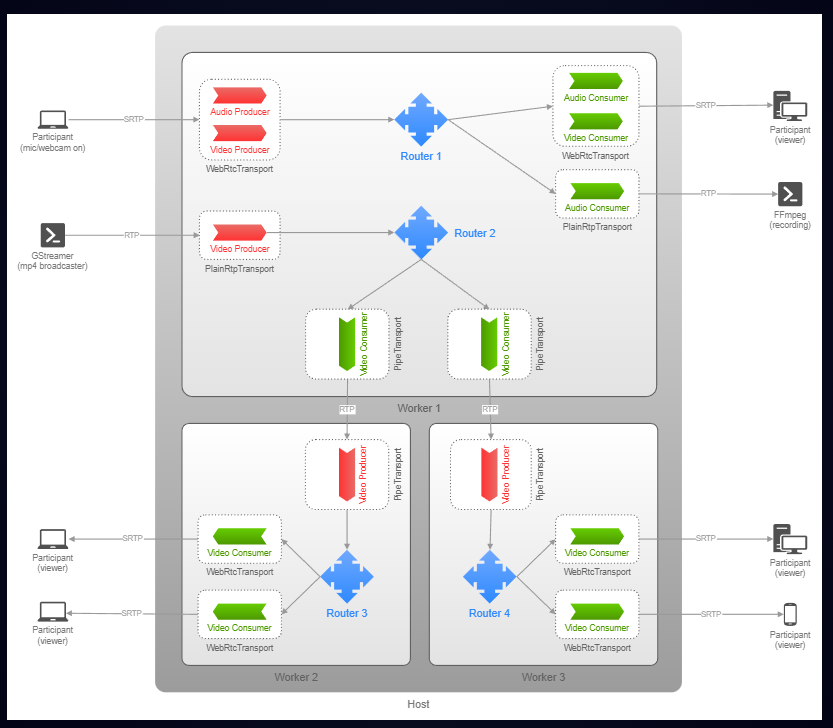 Audio Producer
Video Producer
WebRtcTransport
SRTP
Participant
(mic/webcam on)
Router 1
Audio Consumer
Video Consumer
WebRtcTransport
SRTP
Participant
(viewer)
Audio Consumer
PlainRtpTransport
RTP
FFmpeg
(recording)
RTP
GStreamer
(mp4 broadcaster)
Video Producer
PlainRtpTransport
Router 2
Video Consumer
PipeTransport
Video Consumer
PipeTransport
RTP
Worker 1
RTP
Video Producer
PipeTransport
Video Producer
PipeTransport
SRTP
Participant
(viewer)
Video Consumer
WebRtcTransport
SRTP
Participant
(viewer)
Video Consumer
WebRtcTransport
Router 3
Router 4
Video Consumer
WebRtcTransport
SRTP
Participant
(viewer)
Video Consumer
WebRtcTransport
SRTP
Participant
(viewer)
Worker 2
Worker 3
Host